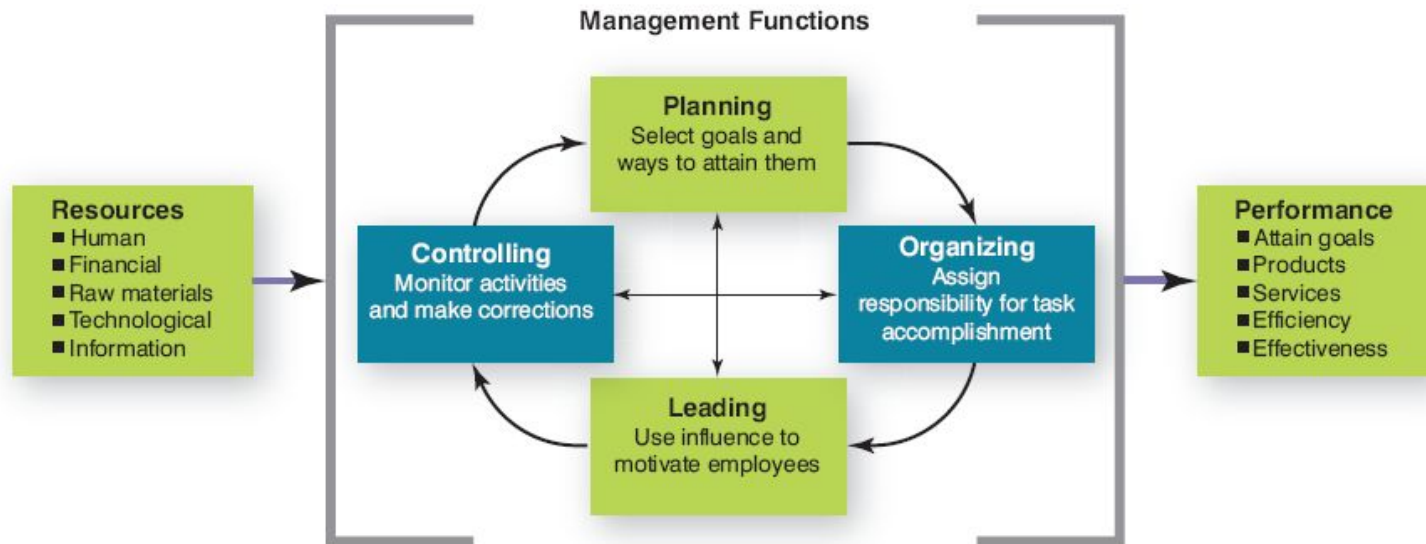 Management Functions
Planning
Select goals and
ways to attain them
Resources
■ Human
■ Financial
■ Raw materials
■ Technological
■ Information
Controlling
Monitor activities
and make corrections
Organizing
Assign
responsibility for task
accomplishment
Leading
Use influence to
motivate employees
Performance
■ Attain goals
■ Products
■ Services
■ Efficiency
■ Effectiveness